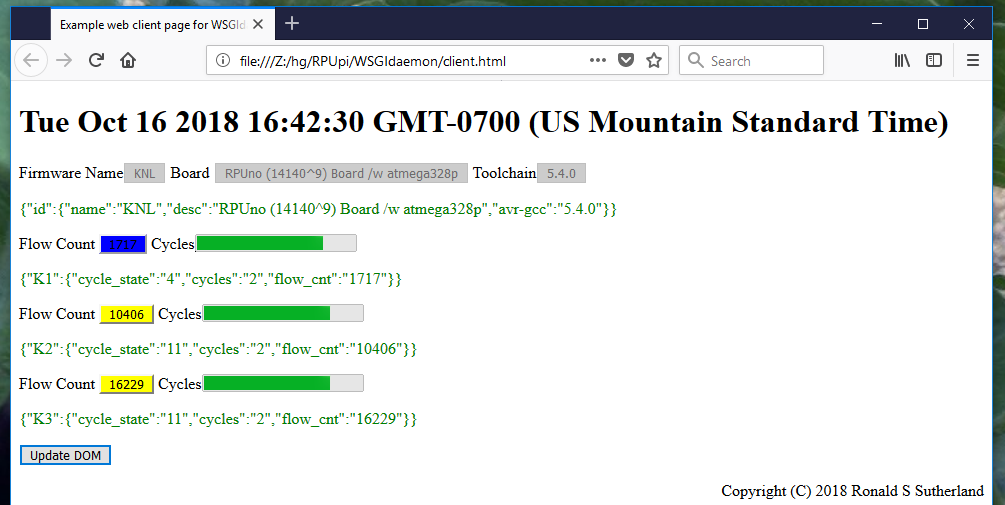 Example web client page for WSGId
file:///Z:/hg/RPUpi/WSGIdaemon/client.html
Search
Tue Oct 16 2018 16:42:30 GMT-0700 (US Mountain Standard Time)
Firmware Name KNL Board RPUno (14140^9) Board /w atmega328p Toolchain 5.4.0
{"id":{"name":"KNL","desc":"RPUno (14140^9) Board /w atmega328p","avr-gcc":"5.4.0"}}
Flow Count 1717 Cycles
{"K1":{"cycle_state":"4","cycles":"2","flow_cnt":"1717"}}
Flow Count 10406 Cycles
{"K2":{"cycle_state":"11","cycles":"2","flow_cnt":"10406"}}
Flow Count 16229 Cycles
{"K3":{"cycle_state":"11","cycles":"2","flow_cnt":"16229"}}
Update DOM
Copyright (C) 2018 Ronald S Sutherland